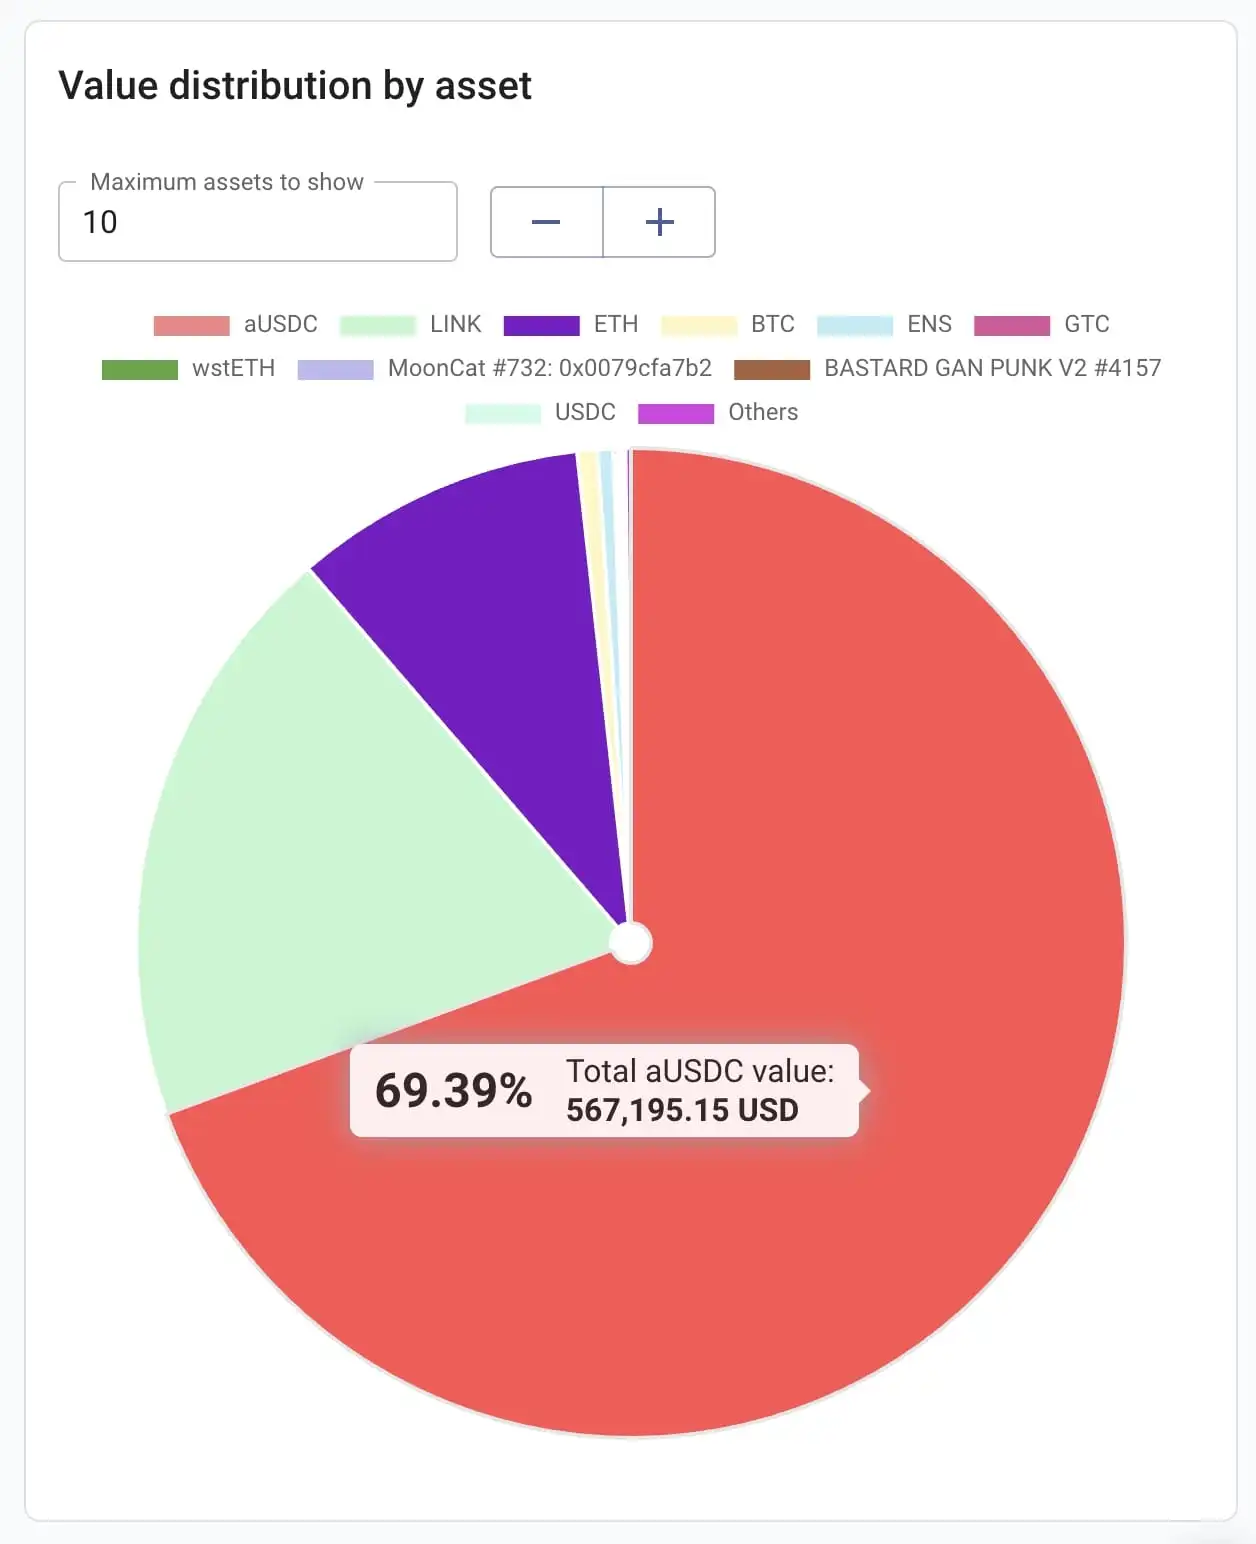 Value distribution by asset
Maximum assets to show
10
aUSDC LINK ETH BTC ENS GTC
wstETH MoonCat #732: 0x0079cfa7b2 BASTARD GAN PUNK V2 #4157
USDC Others
69.39% Total aUSDC value:
567,195.15 USD